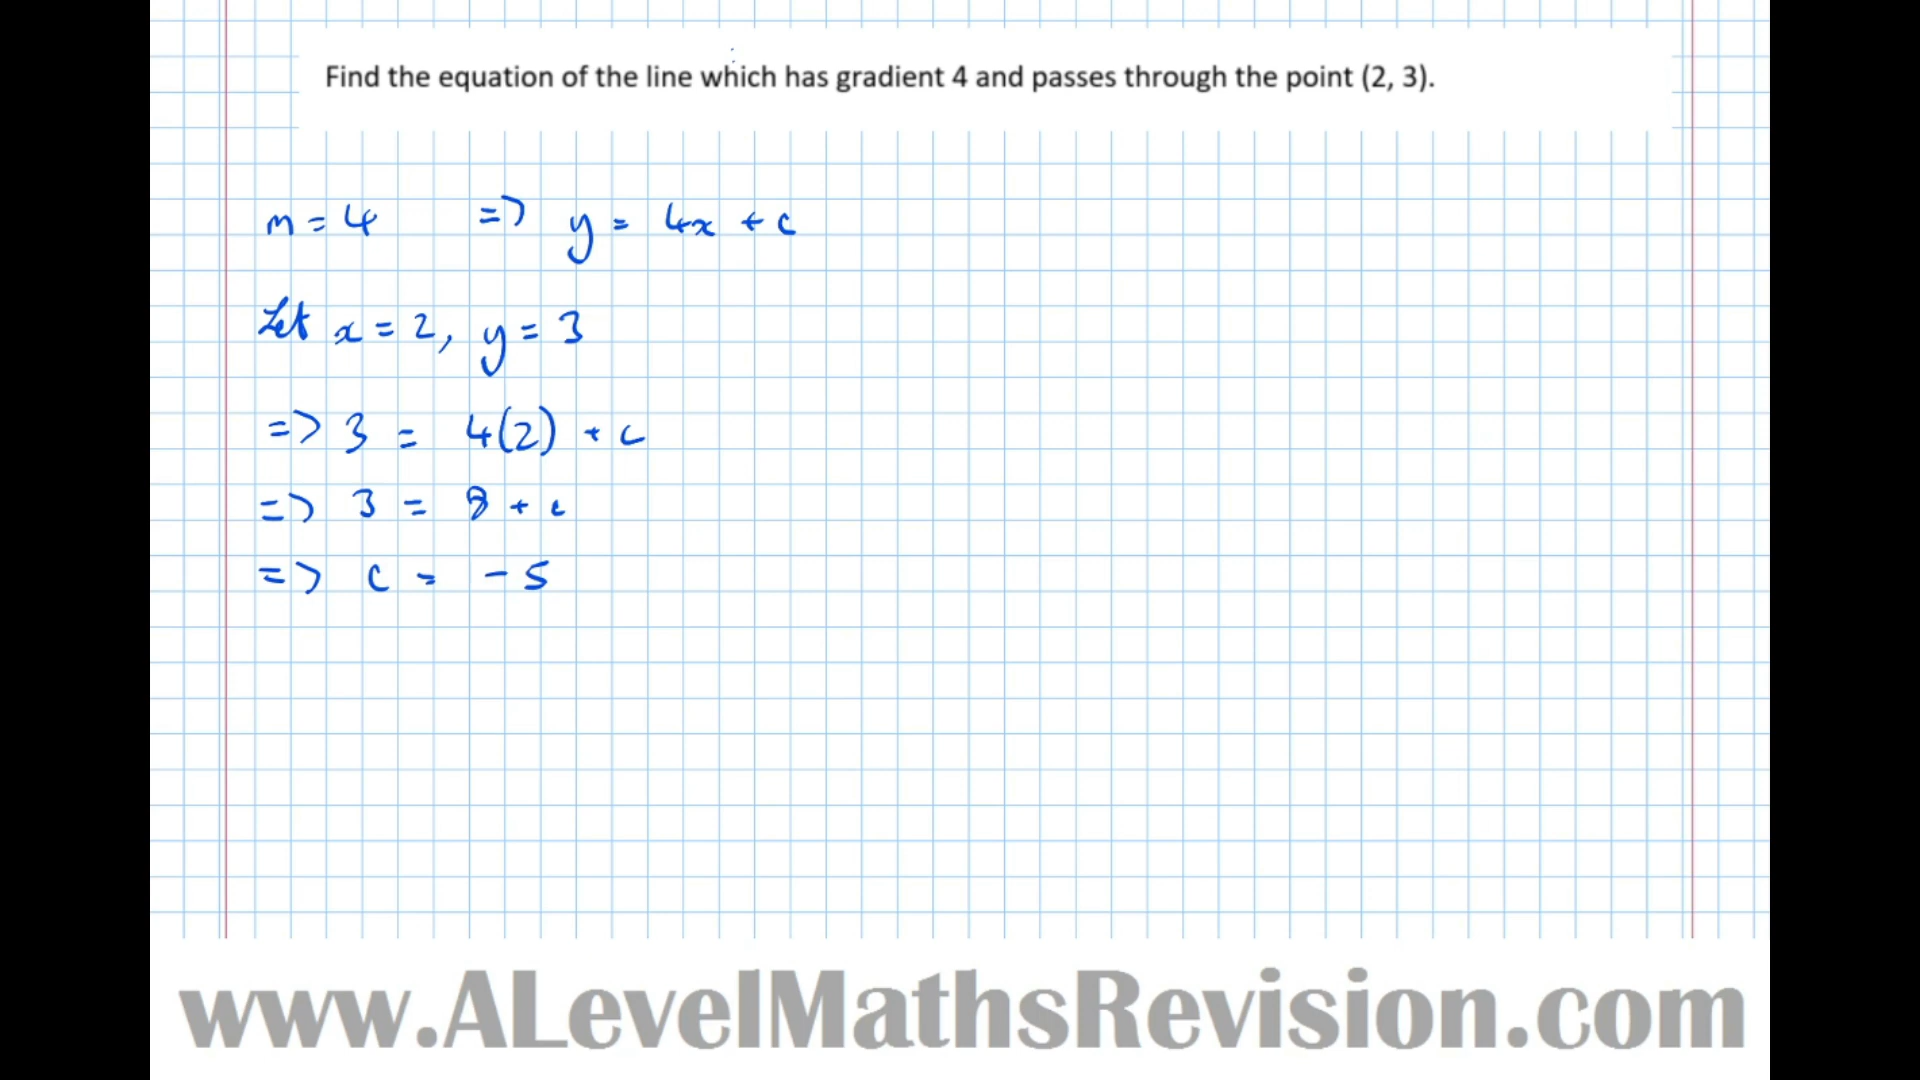 Find the equation of the line which has gradient 4 and passes through the point (2, 3).
m = 4 => y = 4x + c
Let x = 2, y = 3
=> 3 = 4(2) + c
=> 3 = 8 + c
=> c = -5
www.ALevelMathsRevision.com